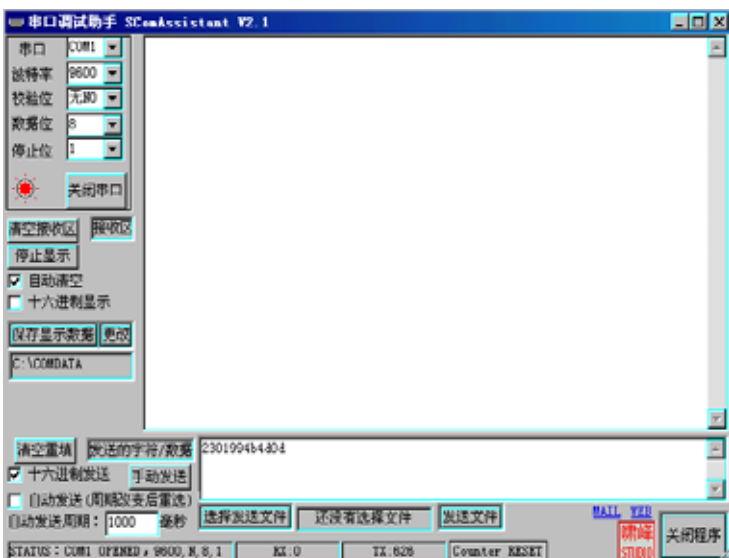 串口调试助手 SComAssistant V2.1
串口 COM1
波特率 9600
校验位 无NO
数据位 8
停止位 1
关闭串口
清空接收区 接收区
停止显示
自动清空
十六进制显示
保存显示数据 更改
C:\COMDATA
清空重填 发送的字符/数据 2301994b4d0d
十六进制发送 手动发送
自动发送(周期改变后重选)
自动发送周期: 1000 毫秒 选择发送文件 还没有选择文件 发送文件 MAIL WEB
啸峰 STUDIO 关闭程序
STATUS:COM1 OPENED,9600,N,8,1 RX:0 TX:626 Counter RESET